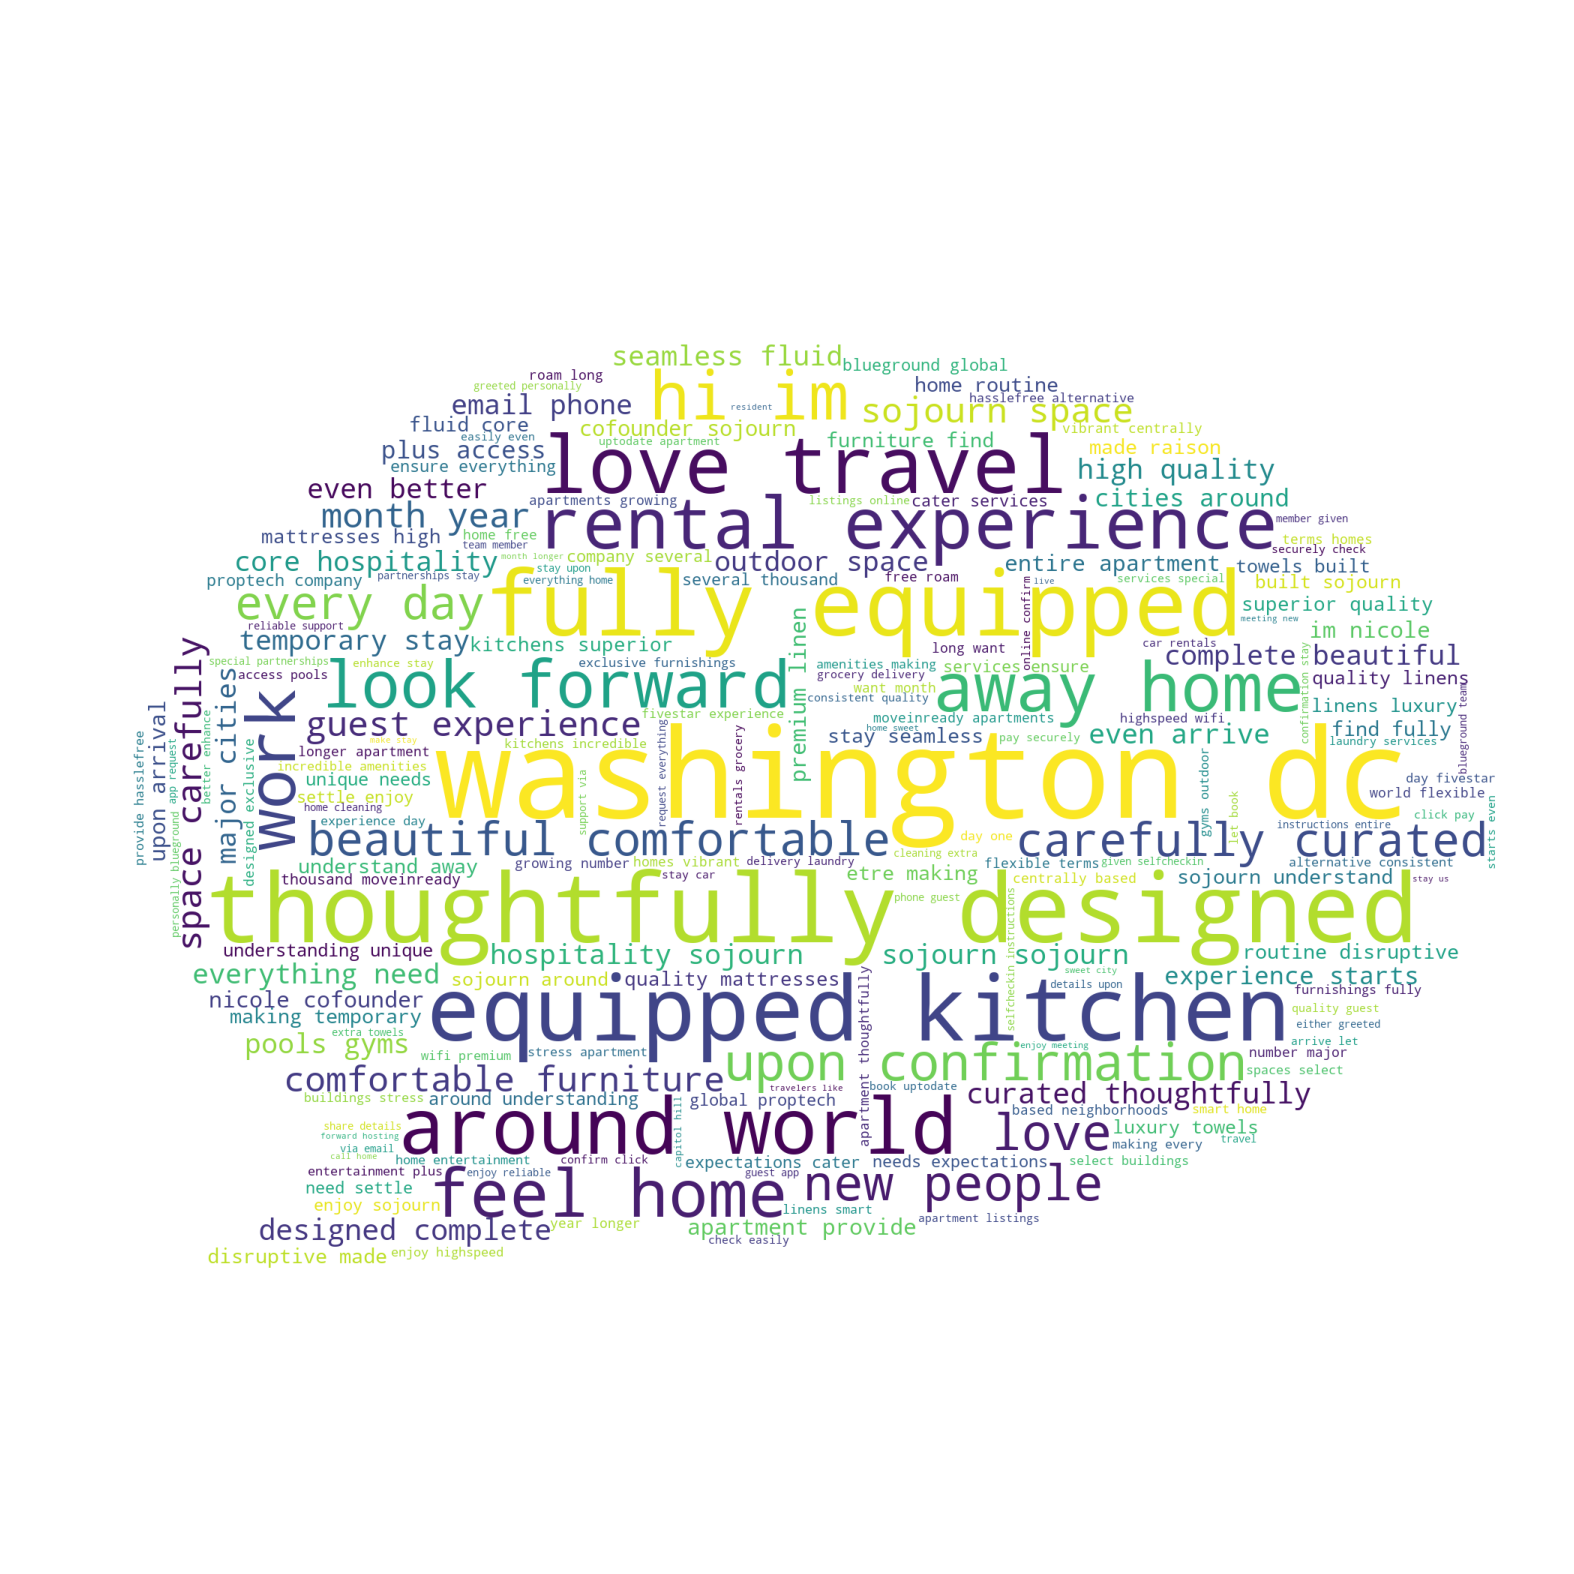 seamless fluid
blueground global
roam long
greeted personally
hi im
resident
home routine
hasslefree alternative
email phone
sojourn space
fluid core
cofounder sojourn
vibrant centrally
easily even
uptodate apartment
furniture find
made raison
plus access
love travel
ensure everything
high quality
even better
apartments growing
listings online
cater services
cities around
month year
rental experience
member given
mattresses high
home free
team member
terms homes
securely check
core hospitality
month longer
company several
outdoor space
entire apartment
towels built
stay upon
proptech company
partnerships stay
everything home
several thousand
free roam
online confirm
live
services special
built sojourn
every day
fully equipped
superior quality
meeting new
reliable support
temporary stay
kitchens superior
premium linen
long want
car rentals
im nicole
special partnerships
enhance stay
exclusive furnishings
amenities making
services ensure
complete beautiful
access pools
look forward
grocery delivery
away home
confirmation stay
quality linens
space carefully
major cities
work
want month
consistent quality
linens luxury
blueground teams
upon arrival
guest experience
fivestar experience
moveinready apartments
highspeed wifi
find fully
home sweet
provide hasslefree
personally blueground
app request
better enhance
designed exclusive
make stay
kitchens incredible
request everything
rentals grocery
stay seamless
pay securely
even arrive
laundry services
longer apartment
incredible amenities
unique needs
support via
washington dc
gyms outdoor
day fivestar
world flexible
settle enjoy
home cleaning
experience day
beautiful comfortable
day one
let book
carefully curated
instructions entire
click pay
starts even
cleaning extra
understand away
growing number
homes vibrant
delivery laundry
flexible terms
given selfcheckin
alternative consistent
thousand moveinready
stay car
etre making
centrally based
sojourn understand
stay us
thoughtfully designed
phone guest
selfcheckin instructions
understanding unique
hospitality sojourn
sojourn sojourn
routine disruptive
everything need
sojourn around
quality mattresses
apartment thoughtfully
sweet city
details upon
experience starts
furnishings fully
nicole cofounder
equipped kitchen
quality guest
making temporary
extra towels
either greeted
pools gyms
wifi premium
stress apartment
upon confirmation
enjoy meeting
number major
arrive let
comfortable furniture
travelers like
book uptodate
spaces select
buildings stress
around understanding
capitol hill
global proptech
curated thoughtfully
based neighborhoods
smart home
share details
forward hosting
around world
love
luxury towels
via email
call home
home entertainment
confirm click
making every
travel
entertainment plus
enjoy reliable
expectations cater
guest app
needs expectations
select buildings
need settle
feel home
new people
enjoy sojourn
linens smart
designed complete
year longer
apartment provide
apartment listings
check easily
disruptive made
enjoy highspeed